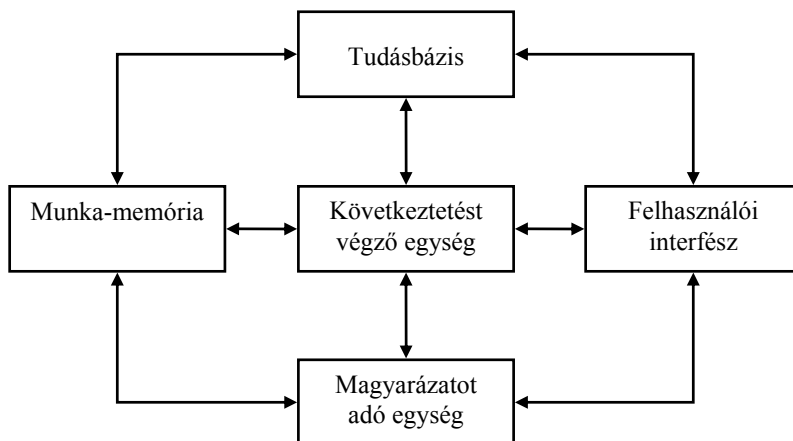 Tudásbázis
Munka-memória
Következtetést
végző egység
Felhasználói
interfész
Magyarázatot
adó egység